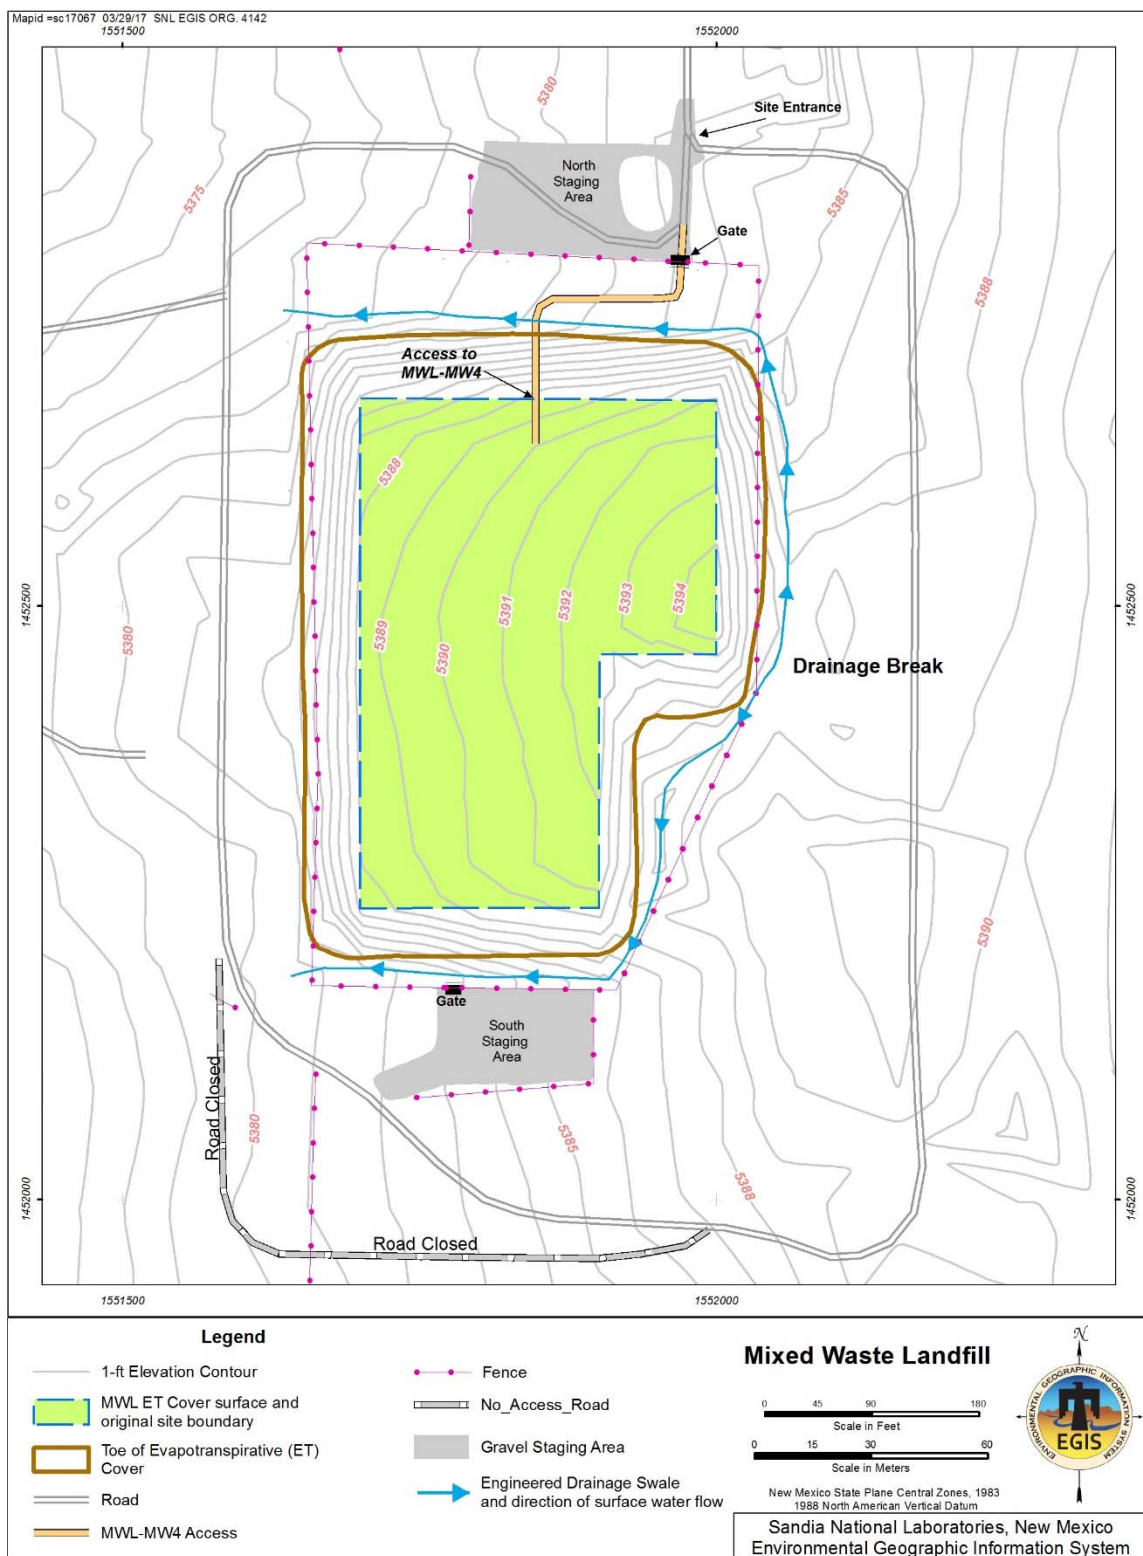 Mapid =sc17067 03/29/17 SNL EGIS ORG. 4142
1551500
1552000
5380
Site Entrance
North
Staging
Area
5375
5385
Gate
5388
Access to
MWL-MW4
5388
1452500
1452500
5394
5393
5392
5391
5390
5389
5380
Drainage Break
5390
Gate
South
Staging
Area
Road Closed
5380
5385
5388
1452000
1452000
Road Closed
1551500
1552000
Legend
1-ft Elevation Contour
MWL ET Cover surface and
original site boundary
Toe of Evapotranspirative (ET)
Cover
Road
MWL-MW4 Access
Fence
No_Access_Road
Gravel Staging Area
Engineered Drainage Swale
and direction of surface water flow
Mixed Waste Landfill
0 45 90 180
Scale in Feet
0 15 30 60
Scale in Meters
New Mexico State Plane Central Zones, 1983
1988 North American Vertical Datum
N
ENVIRONMENTAL GEOGRAPHIC INFORMATION SYSTEM
EGIS
Sandia National Laboratories, New Mexico
Environmental Geographic Information System